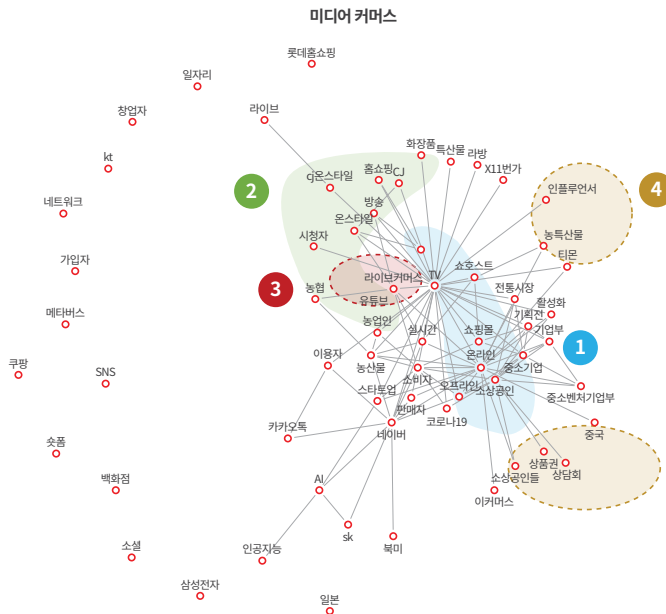 미디어 커머스
롯데홈쇼핑
일자리
라이브
창업자
화장품
특산물
라방
kt
홈쇼핑
CJ
X11번가
cj온스타일
2
인플루언서
4
네트워크
방송
온스타일
시청자
농특산물
가입자
티몬
라이브커머스
TV
쇼호스트
3
농협
유튜브
전통시장
메타버스
활성화
기획전
농업인
실시간
쇼핑몰
기업부
1
이용자
농산물
온라인
중소기업
쿠팡
SNS
소비자
스타트업
오프라인
소상공인
중소벤처기업부
판매자
코로나19
카카오톡
네이버
중국
숏폼
상품권
백화점
AI
소상공인들
상담회
이커머스
sk
소셜
인공지능
북미
삼성전자
일본